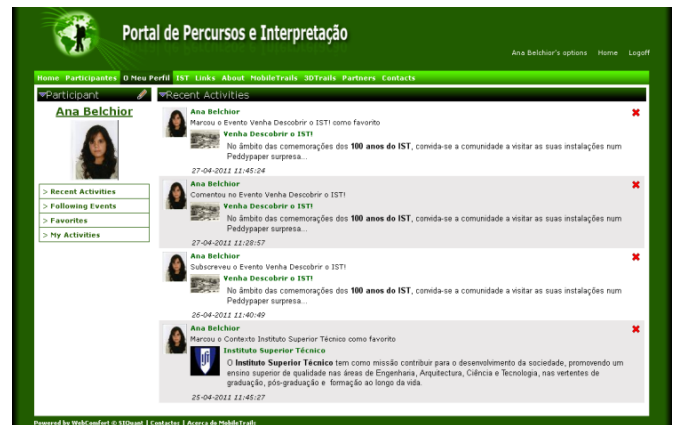 Portal de Percursos e Interpretação
Ana Belchior's options Home Logoff
Home Participantes O Meu Perfil IST Links About MobileTrails 3DTrails Partners Contacts
Participant
Ana Belchior
> Recent Activities
> Following Events
> Favorites
> My Activities
Recent Activities
Ana Belchior
Marcou o Evento Venha Descobrir o IST! como favorito
Venha Descobrir o IST!
No âmbito das comemorações dos 100 anos do IST, convida-se a comunidade a visitar as suas instalações num
Peddypaper surpresa...
27-04-2011 11:45:24
Ana Belchior
Comentou no Evento Venha Descobrir o IST!
Venha Descobrir o IST!
No âmbito das comemorações dos 100 anos do IST, convida-se a comunidade a visitar as suas instalações num
Peddypaper surpresa...
27-04-2011 11:28:57
Ana Belchior
Subscreveu o Evento Venha Descobrir o IST!
Venha Descobrir o IST!
No âmbito das comemorações dos 100 anos do IST, convida-se a comunidade a visitar as suas instalações num
Peddypaper surpresa...
26-04-2011 11:40:49
Ana Belchior
Marcou o Contexto Instituto Superior Técnico como favorito
Instituto Superior Técnico
O Instituto Superior Técnico tem como missão contribuir para o desenvolvimento da sociedade, promovendo um
ensino superior de qualidade nas áreas de Engenharia, Arquitectura, Ciência e Tecnologia, nas vertentes de
graduação, pós-graduação e formação ao longo da vida.
25-04-2011 11:45:27
Powered by WebComfort © SIQuant | Contactos | Acerca do MobileTrails